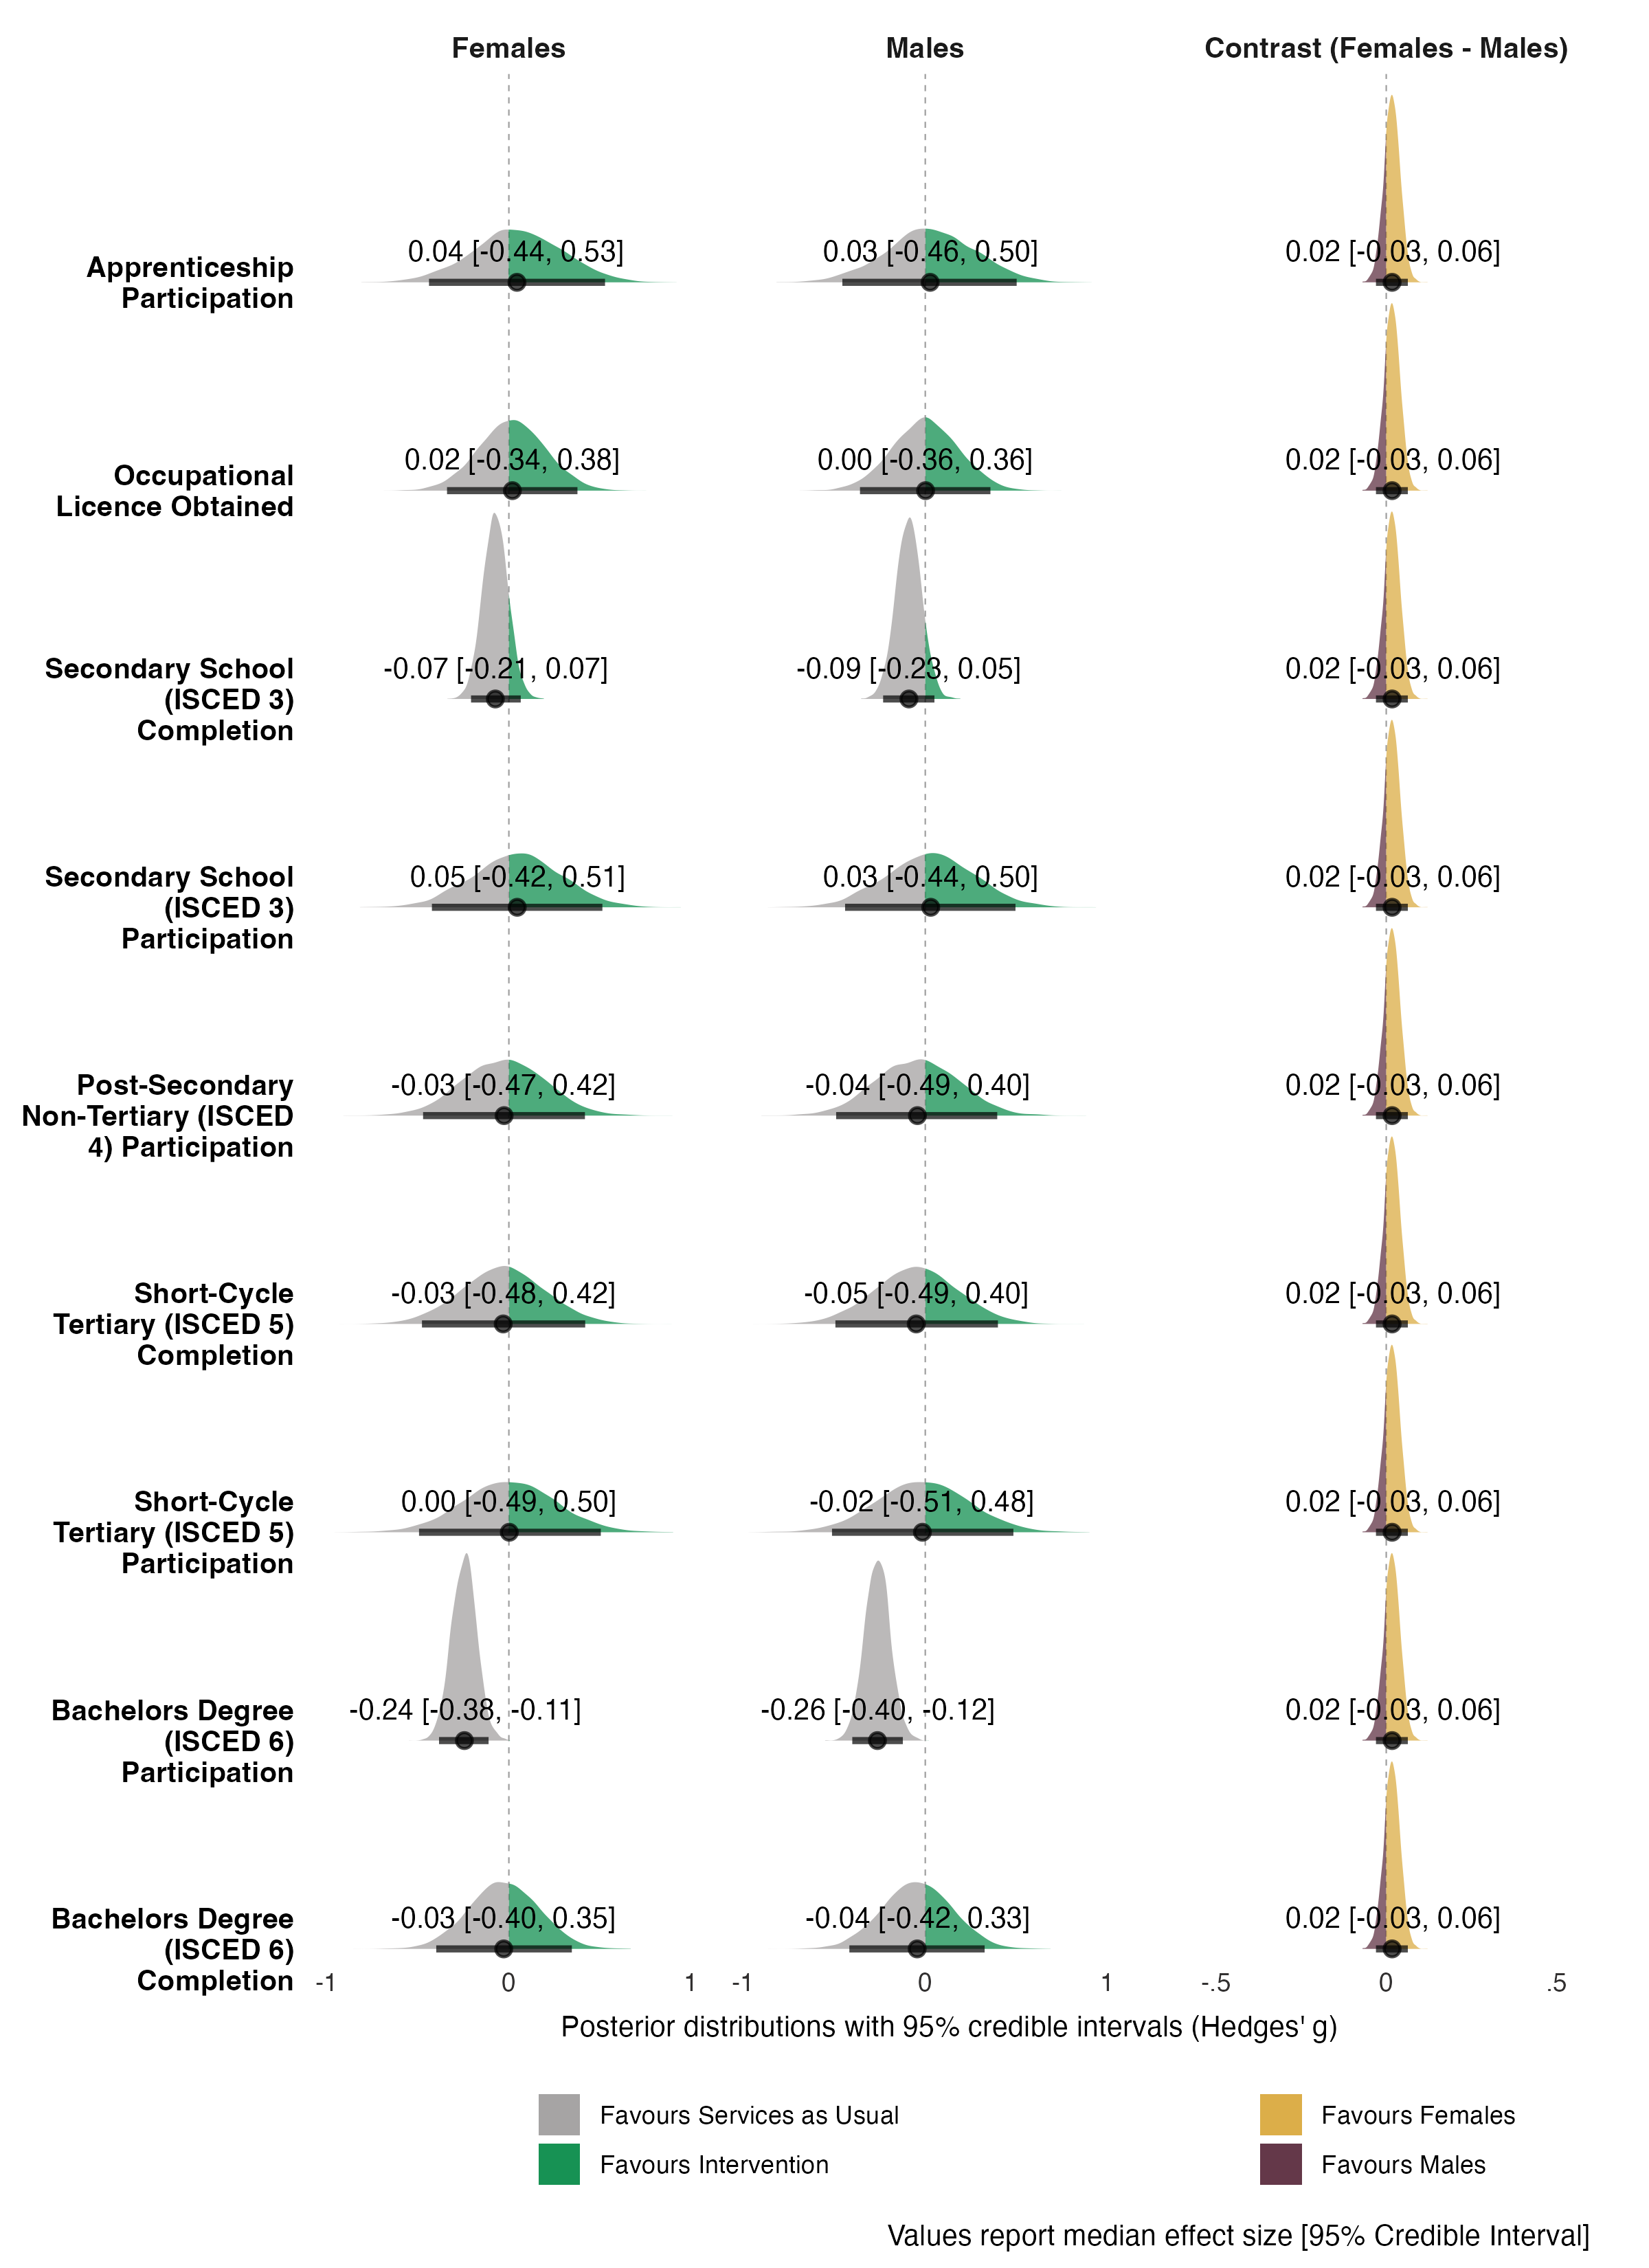 Females Males Contrast (Females - Males)
0.04 [-0.44, 0.53] 0.03 [-0.46, 0.50] 0.02 [-0.03, 0.06]
Apprenticeship
Participation
0.02 [-0.34, 0.38] 0.00 [-0.36, 0.36] 0.02 [-0.03, 0.06]
Occupational
Licence Obtained
Secondary School -0.07 [-0.21, 0.07] -0.09 [-0.23, 0.05] 0.02 [-0.03, 0.06]
(ISCED 3)
Completion
Secondary School 0.05 [-0.42, 0.51] 0.03 [-0.44, 0.50] 0.02 [-0.03, 0.06]
(ISCED 3)
Participation
Post-Secondary -0.03 [-0.47, 0.42] -0.04 [-0.49, 0.40] 0.02 [-0.03, 0.06]
Non-Tertiary (ISCED
4) Participation
Short-Cycle -0.03 [-0.48, 0.42] -0.05 [-0.49, 0.40] 0.02 [-0.03, 0.06]
Tertiary (ISCED 5)
Completion
Short-Cycle 0.00 [-0.49, 0.50] -0.02 [-0.51, 0.48] 0.02 [-0.03, 0.06]
Tertiary (ISCED 5)
Participation
Bachelors Degree -0.24 [-0.38, -0.11] -0.26 [-0.40, -0.12] 0.02 [-0.03, 0.06]
(ISCED 6)
Participation
Bachelors Degree -0.03 [-0.40, 0.35] -0.04 [-0.42, 0.33] 0.02 [-0.03, 0.06]
(ISCED 6)
Completion
-1 0 1 -1 0 1 -.5 0 .5
Posterior distributions with 95% credible intervals (Hedges' g)
Favours Services as Usual
Favours Intervention
Favours Females
Favours Males
Values report median effect size [95% Credible Interval]